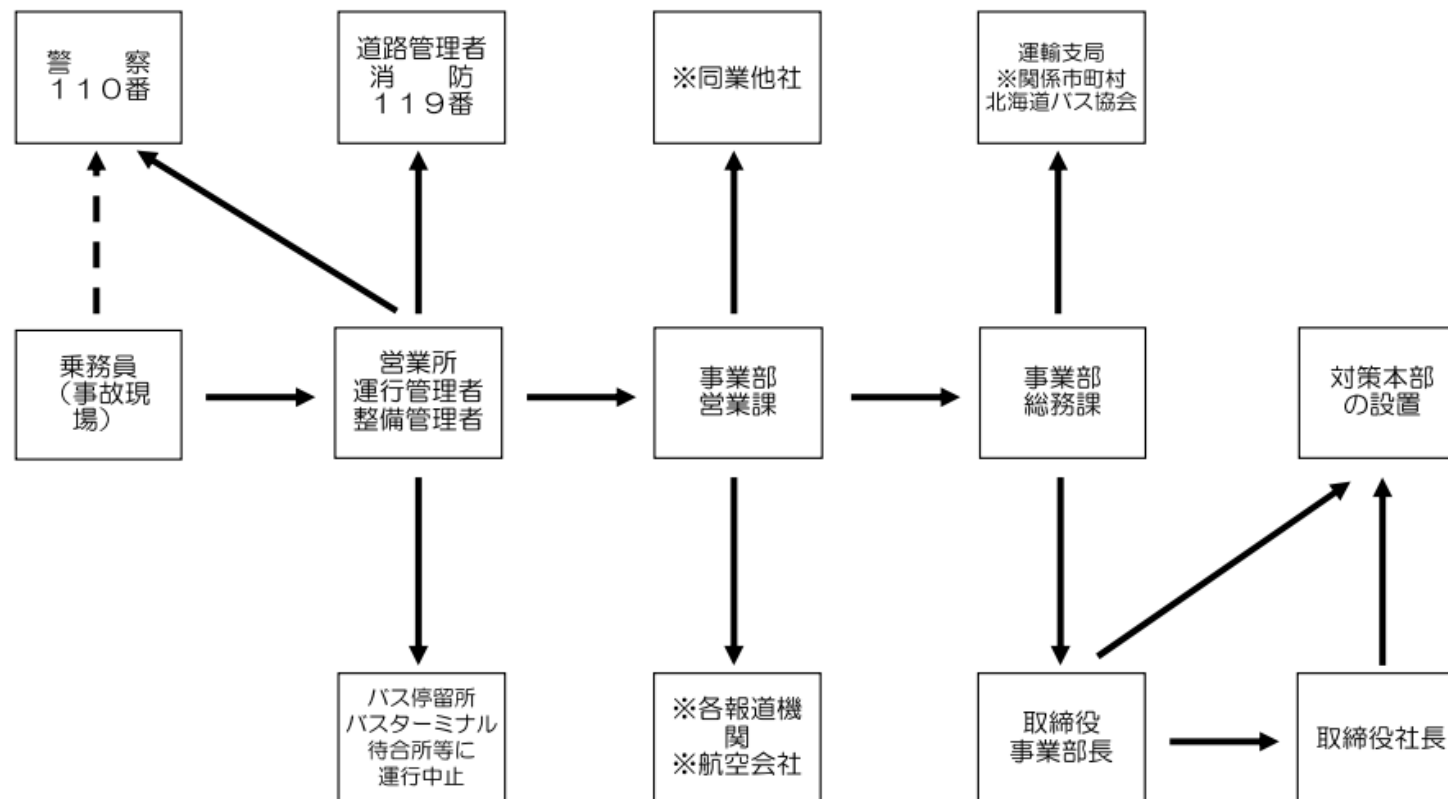 警　　察
１１０番
道路管理者
消　　防
１１９番
※同業他社
運輸支局
※関係市町村
北海道バス協会
乗務員
（事故現
場）
営業所
運行管理者
整備管理者
事業部
営業課
事業部
総務課
対策本部
の設置
バス停留所
バスターミナル
待合所等に
運行中止
※各報道機
関
※航空会社
取締役
事業部長
取締役社長